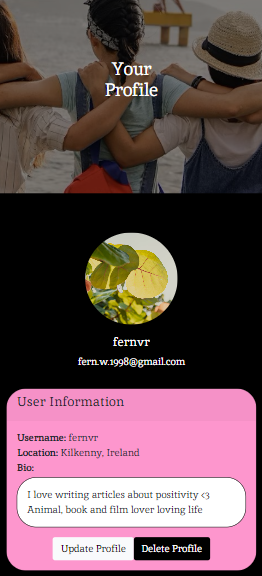 Your
Profile
fernvr
fern.w.1998@gmail.com
User Information
Username: fernvr
Location: Kilkenny, Ireland
Bio:
I love writing articles about positivity <3
Animal, book and film lover loving life
Update Profile
Delete Profile